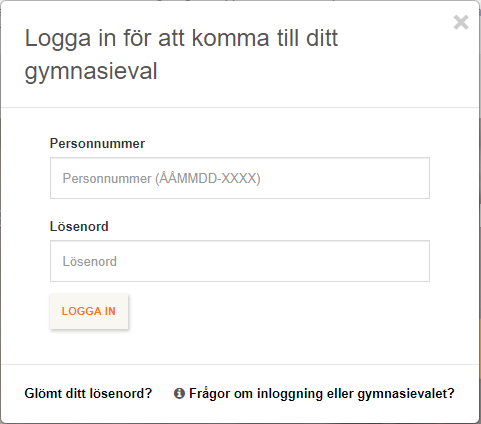 Logga in för att komma till ditt
gymnasieval
Personnummer
Personnummer (ÅÅMMDD-XXXX)
Lösenord
Lösenord
LOGGA IN
Glömt ditt lösenord? Frågor om inloggning eller gymnasievalet?